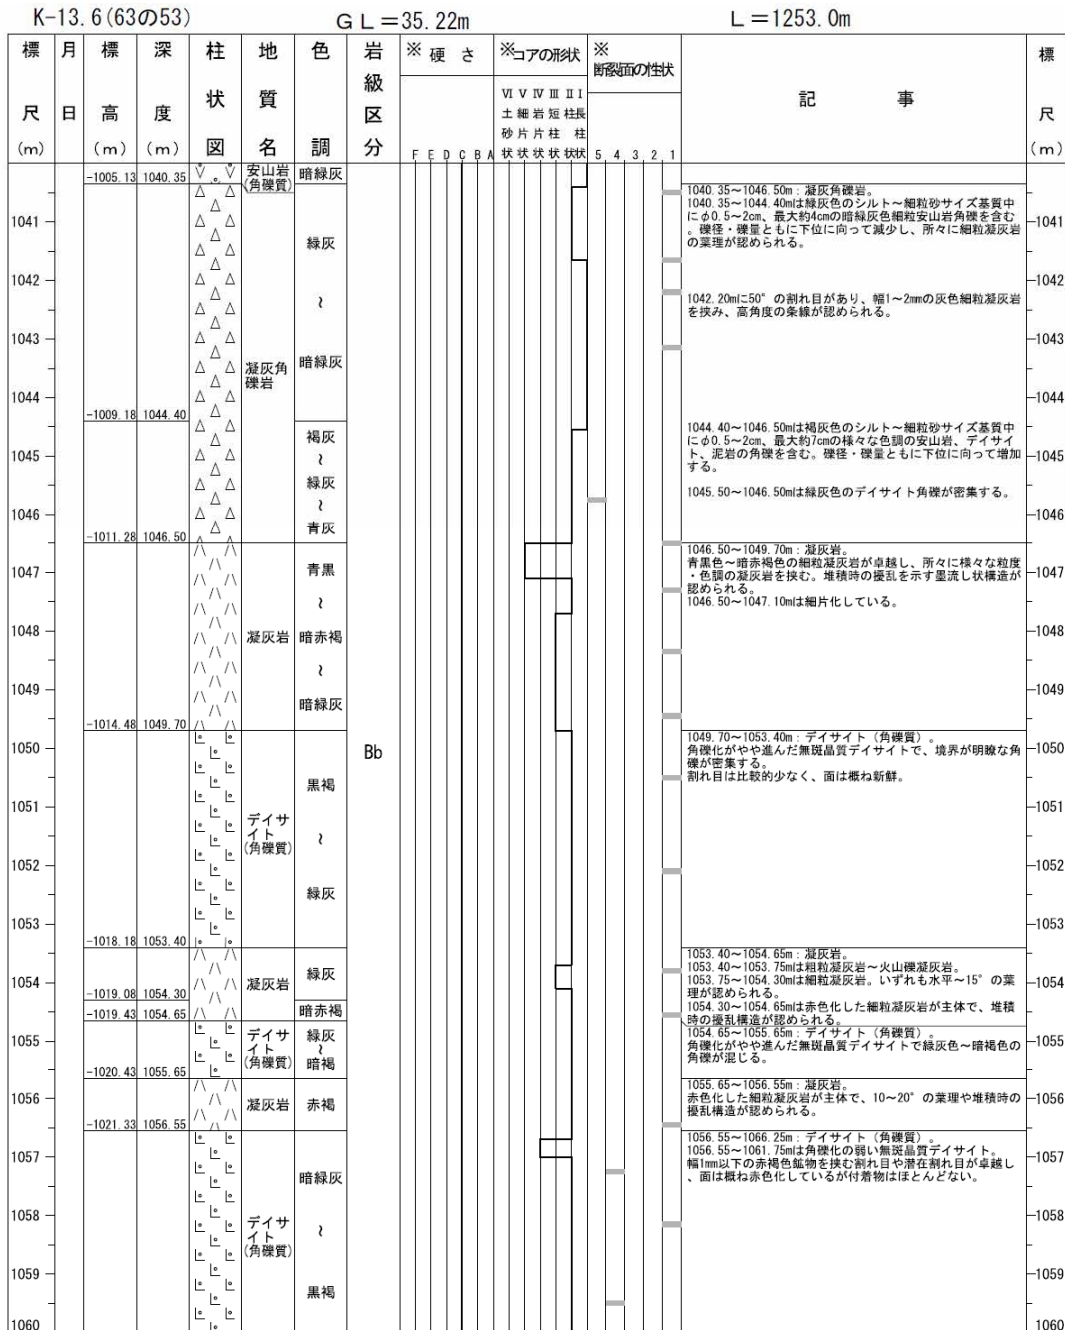 K-13.6(63の53)
GL=35.22m
L=1253.0m
標尺(m)
月日
標高(m)
深度(m)
柱状図
地質名
色調
岩級区分
※硬さ
F E D C B A
※コアの形状
Ⅵ土砂状 Ⅴ細片状 Ⅳ岩片状 Ⅲ短柱状 Ⅱ柱状 Ⅰ長柱状
※断裂面の性状
5 4 3 2 1
記事
標尺(m)
-1005.13 1040.35
安山岩
(角礫質)
暗緑灰
1040.35~1046.50m:凝灰角礫岩。
1040.35~1044.40mは緑灰色のシルト~細粒砂サイズ基質中
にφ0.5~2cm、最大約4cmの暗緑灰色細粒安山岩角礫を含む
。礫径・礫量ともに下位に向って減少し、所々に細粒凝灰岩
の葉理が認められる。
1041
1041
緑灰
~
暗緑灰
1042
1042
1042.20mに50°の割れ目があり、幅1~2mmの灰色細粒凝灰岩
を挟み、高角度の条線が認められる。
1043
1043
凝灰角
礫岩
1044
1044
-1009.18 1044.40
1044.40~1046.50mは褐灰色のシルト~細粒砂サイズ基質中
にφ0.5~2cm、最大約7cmの様々な色調の安山岩、デイサイ
ト、泥岩の角礫を含む。礫径・礫量ともに下位に向って増加
する。
褐灰
~
緑灰
~
青灰
1045
1045
1045.50~1046.50mは緑灰色のデイサイト角礫が密集する。
1046
1046
-1011.28 1046.50
1046.50~1049.70m:凝灰岩。
青黒色~暗赤褐色の細粒凝灰岩が卓越し、所々に様々な粒度
・色調の凝灰岩を挟む。堆積時の擾乱を示す墨流し状構造が
認められる。
1046.50~1047.10mは細片化している。
1047
1047
青黒
~
暗赤褐
~
暗緑灰
凝灰岩
1048
1048
1049
1049
-1014.48 1049.70
1049.70~1053.40m:デイサイト(角礫質)。
角礫化がやや進んだ無斑晶質デイサイトで、境界が明瞭な角
礫が密集する。
割れ目は比較的少なく、面は概ね新鮮。
1050
Bb
1050
黒褐
~
緑灰
1051
1051
デイサ
イト
(角礫質)
1052
1052
1053
1053
-1018.18 1053.40
1053.40~1054.65m:凝灰岩。
1053.40~1053.75mは粗粒凝灰岩~火山礫凝灰岩。
1053.75~1054.30mは細粒凝灰岩。いずれも水平~15°の葉
理が認められる。
1054.30~1054.65mは赤色化した細粒凝灰岩が主体で、堆積
時の擾乱構造が認められる。
1054
凝灰岩
緑灰
1054
-1019.08 1054.30
暗赤褐
-1019.43 1054.65
1054.65~1055.65m:デイサイト(角礫質)。
角礫化がやや進んだ無斑晶質デイサイトで緑灰色~暗褐色の
角礫が混じる。
1055
デイサ
イト
(角礫質)
緑灰
~
暗褐
1055
-1020.43 1055.65
1055.65~1056.55m:凝灰岩。
赤色化した細粒凝灰岩が主体で、10~20°の葉理や堆積時の
擾乱構造が認められる。
1056
凝灰岩
赤褐
1056
-1021.33 1056.55
1056.55~1066.25m:デイサイト(角礫質)。
1056.55~1061.75mは角礫化の弱い無斑晶質デイサイト。
幅1mm以下の赤褐色鉱物を挟む割れ目や潜在割れ目が卓越し
、面は概ね赤色化しているが付着物はほとんどない。
1057
1057
暗緑灰
~
黒褐
1058
1058
デイサ
イト
(角礫質)
1059
1059
1060
1060